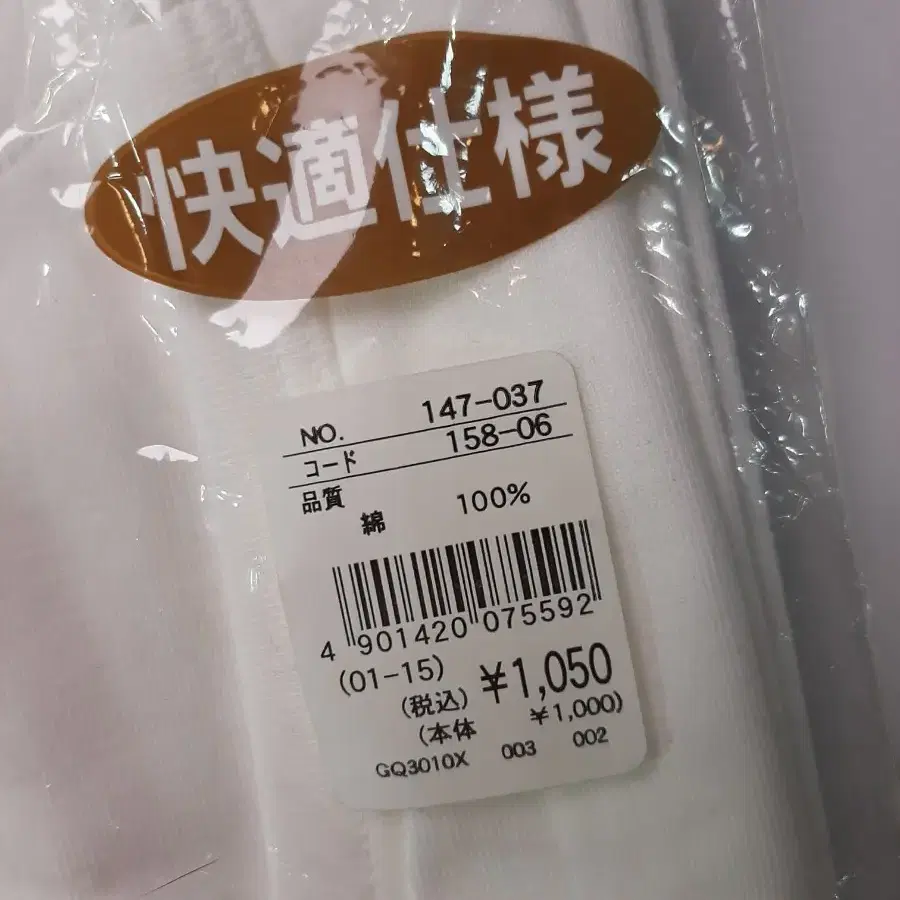 快適仕様
NO. 147-037
コード 158-06
品質
綿 100%
4 901420 075592
(01-15) ¥1,050
(税込)
(本体 ¥1,000)
GQ3010X 003 002